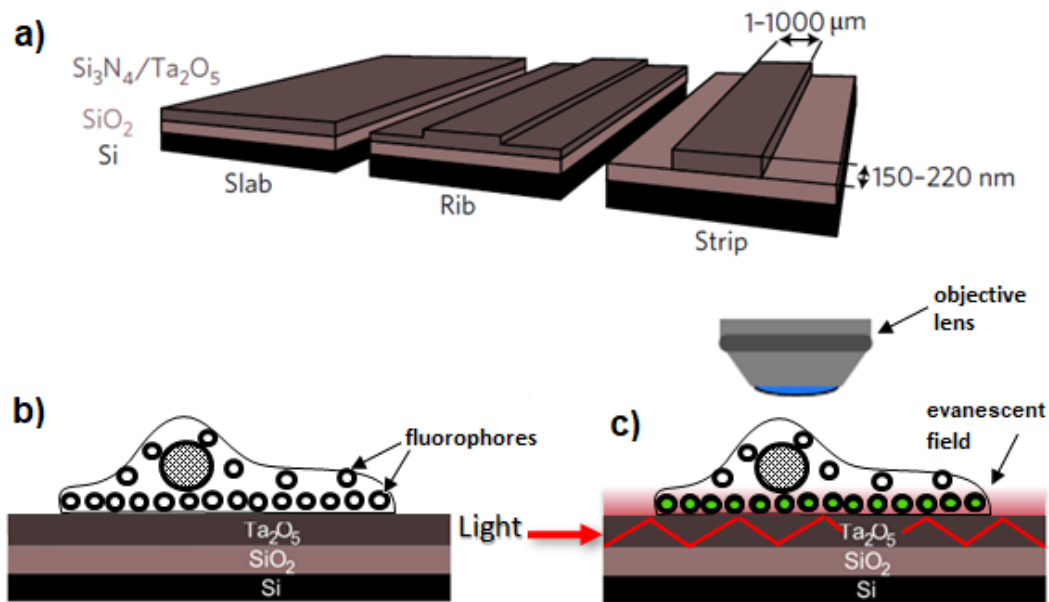 a)
1–1000 μm
Si₃N₄/Ta₂O₅
SiO₂
Si
Slab
Rib
Strip
150–220 nm
objective
lens
b)
fluorophores
c)
evanescent
field
Ta₂O₅
SiO₂
Si
Light
Ta₂O₅
SiO₂
Si